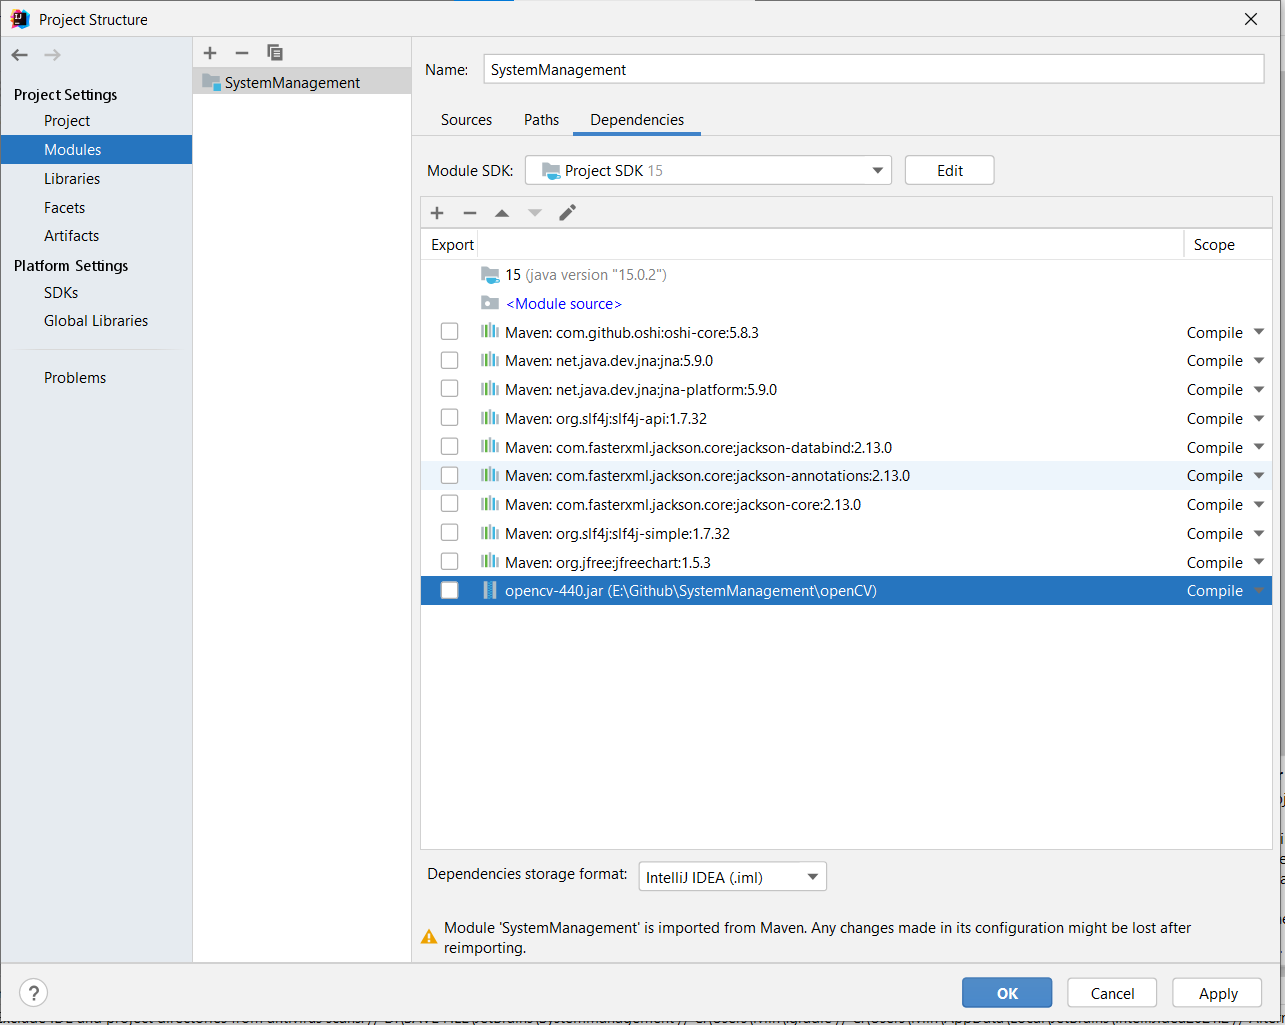 Project Structure
Project Settings
Project
Modules
Libraries
Facets
Artifacts
Platform Settings
SDKs
Global Libraries
Problems
SystemManagement
Name: SystemManagement
Sources Paths Dependencies
Module SDK: Project SDK 15 Edit
Export Scope
15 (java version "15.0.2")
<Module source>
Maven: com.github.oshi:oshi-core:5.8.3 Compile
Maven: net.java.dev.jna:jna:5.9.0 Compile
Maven: net.java.dev.jna:jna-platform:5.9.0 Compile
Maven: org.slf4j:slf4j-api:1.7.32 Compile
Maven: com.fasterxml.jackson.core:jackson-databind:2.13.0 Compile
Maven: com.fasterxml.jackson.core:jackson-annotations:2.13.0 Compile
Maven: com.fasterxml.jackson.core:jackson-core:2.13.0 Compile
Maven: org.slf4j:slf4j-simple:1.7.32 Compile
Maven: org.jfree:jfreechart:1.5.3 Compile
opencv-440.jar (E:\Github\SystemManagement\openCV) Compile
Dependencies storage format: IntelliJ IDEA (.iml)
Module 'SystemManagement' is imported from Maven. Any changes made in its configuration might be lost after
reimporting.
? OK Cancel Apply